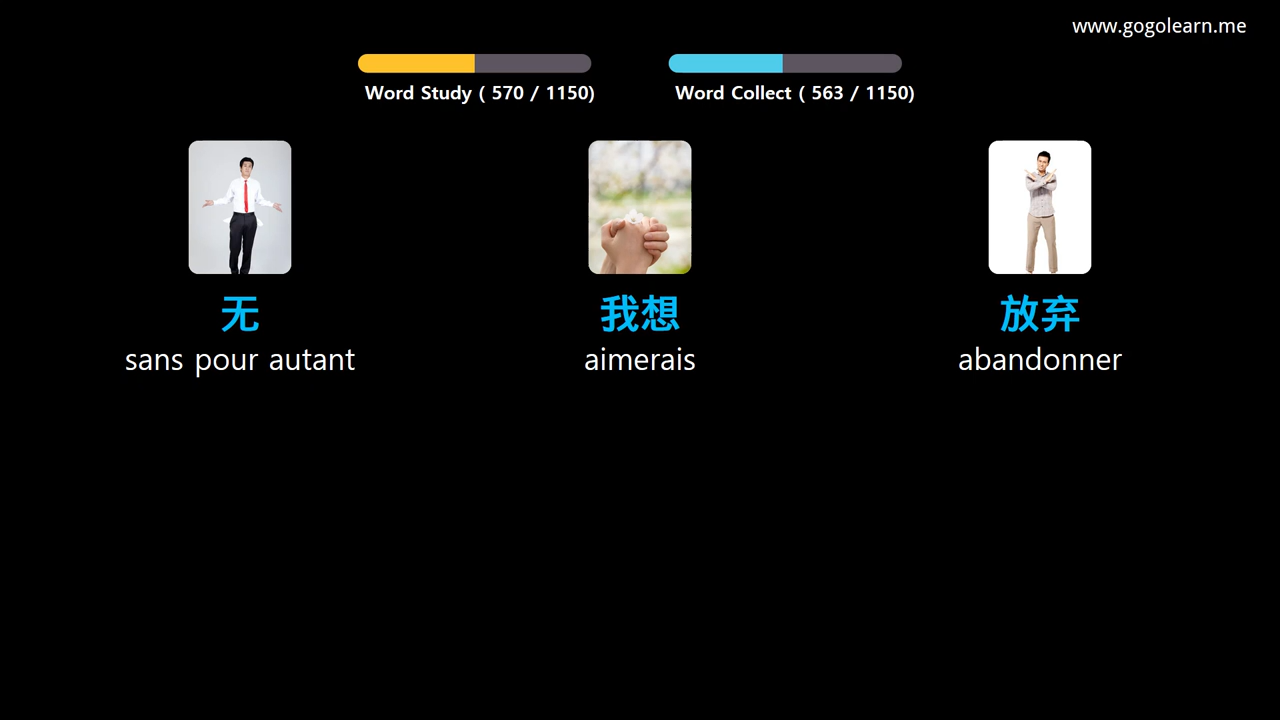 www.gogolearn.me
Word Study ( 570 / 1150)
Word Collect ( 563 / 1150)
无
sans pour autant
我想
aimerais
放弃
abandonner